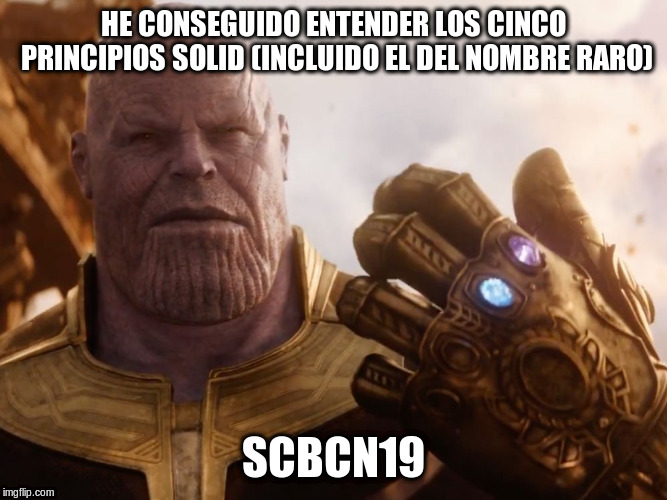 HE CONSEGUIDO ENTENDER LOS CINCO
PRINCIPIOS SOLID (INCLUIDO EL DEL NOMBRE RARO)
SCBCN19
imgflip.com